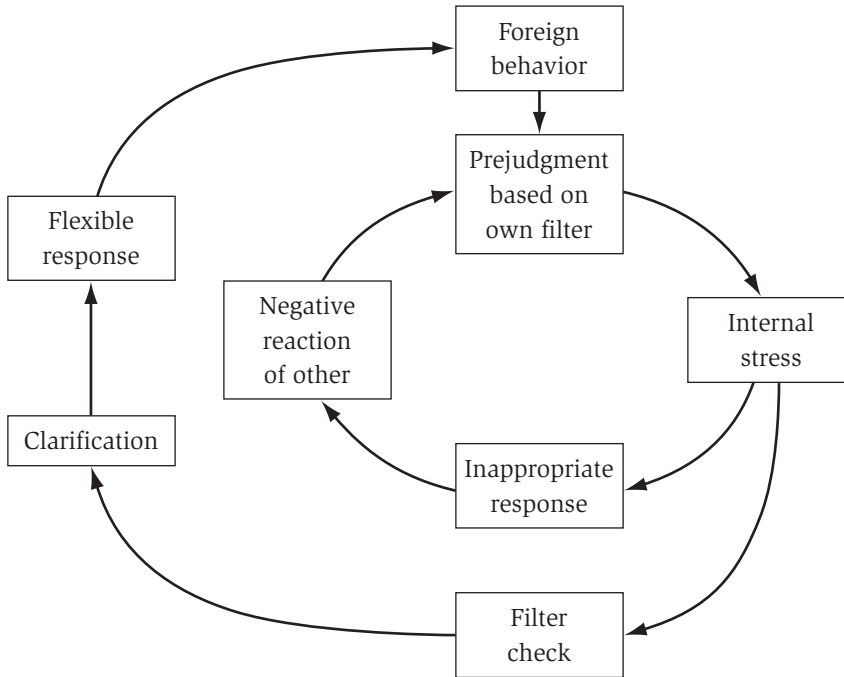 Foreign
behavior
Prejudgment
based on
own filter
Flexible
response
Negative
reaction
of other
Internal
stress
Clarification
Inappropriate
response
Filter
check